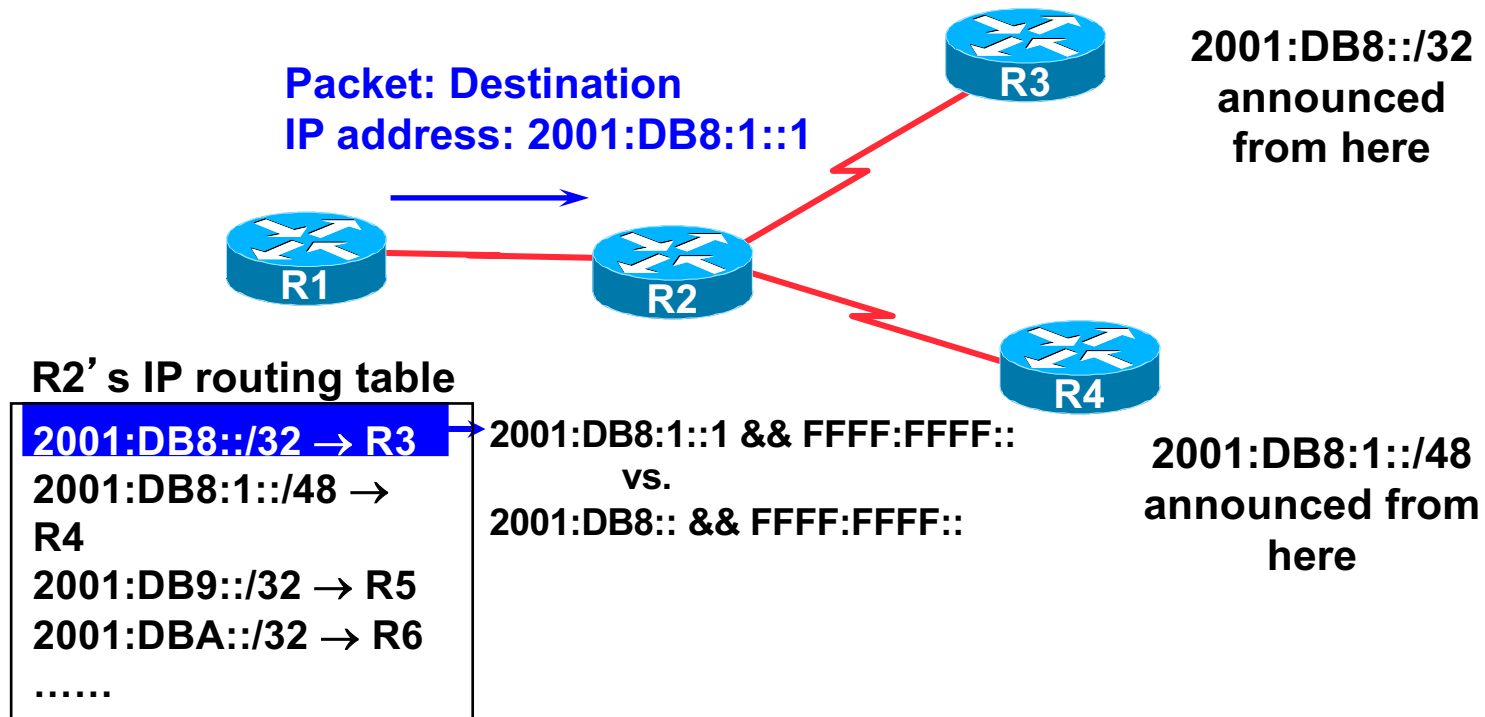 Packet: Destination
IP address: 2001:DB8:1::1
R3
2001:DB8::/32
announced
from here
R1
R2
R4
2001:DB8:1::/48
announced from
here
R2’s IP routing table
2001:DB8::/32 → R3
2001:DB8:1::/48 →
R4
2001:DB9::/32 → R5
2001:DBA::/32 → R6
……
2001:DB8:1::1 && FFFF:FFFF::
vs.
2001:DB8:: && FFFF:FFFF::